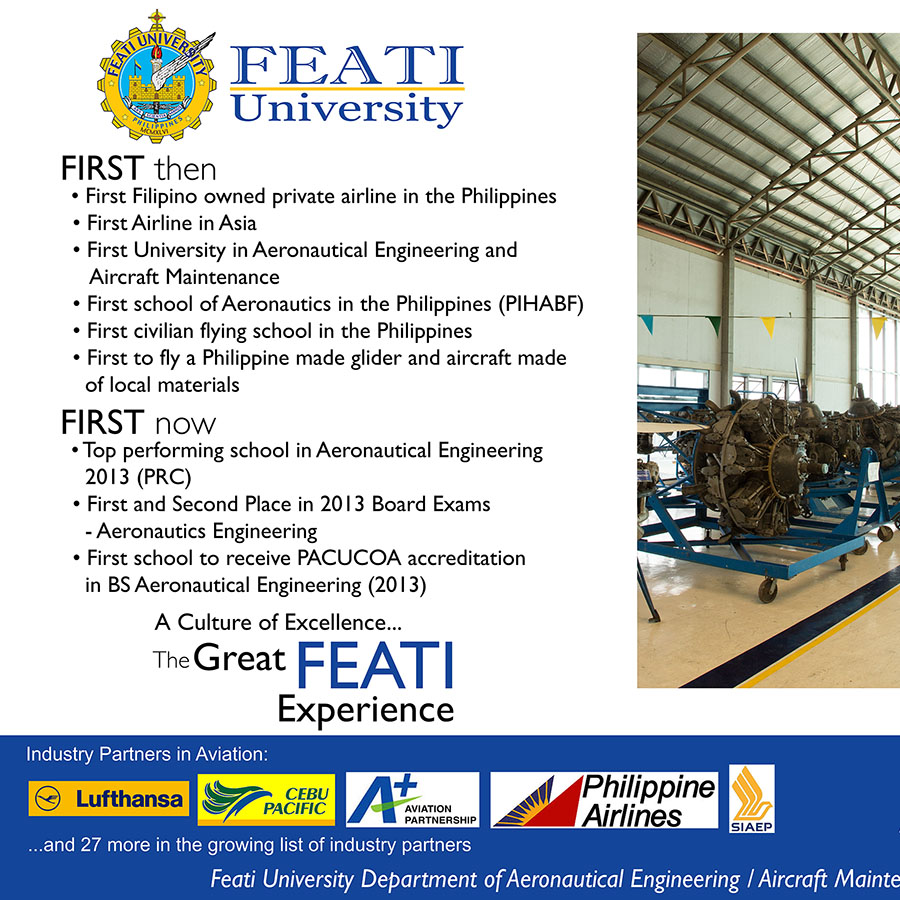 FEATI UNIVERSITY
PHILIPPINES
MCMXLVI
FEATI
University
FIRST then
• First Filipino owned private airline in the Philippines
• First Airline in Asia
• First University in Aeronautical Engineering and
Aircraft Maintenance
• First school of Aeronautics in the Philippines (PIHABF)
• First civilian flying school in the Philippines
• First to fly a Philippine made glider and aircraft made
of local materials
FIRST now
• Top performing school in Aeronautical Engineering
2013 (PRC)
• First and Second Place in 2013 Board Exams
- Aeronautics Engineering
• First school to receive PACUCOA accreditation
in BS Aeronautical Engineering (2013)
A Culture of Excellence...
The Great FEATI
Experience
Industry Partners in Aviation:
Lufthansa
CEBU
PACIFIC
A+
AVIATION
PARTNERSHIP
Philippine
Airlines
SIAEP
...and 27 more in the growing list of industry partners
Feati University Department of Aeronautical Engineering / Aircraft Mainte